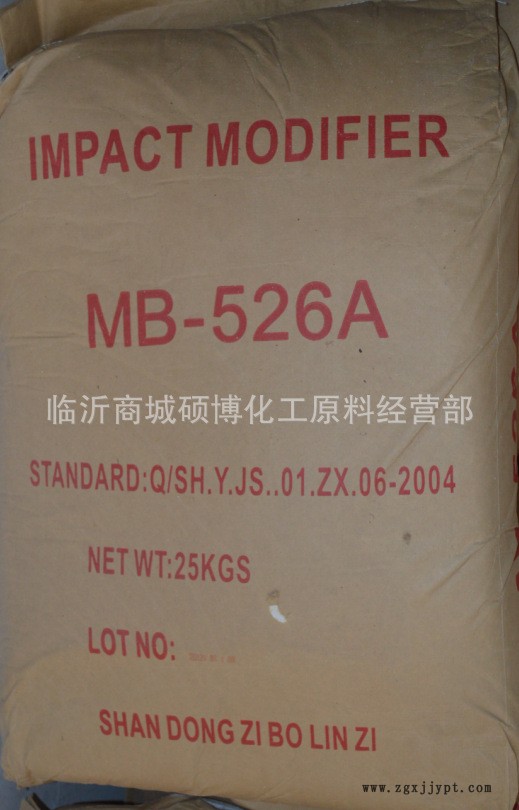 IMPACT MODIFIER
MB-526A
临沂商城硕博化工原料经营部
STANDARD:Q/SH.Y.JS..01.ZX.06-2004
NET WT:25KGS
LOT NO:
SHAN DONG ZI BO LIN ZI
www.zgxjjypt.com